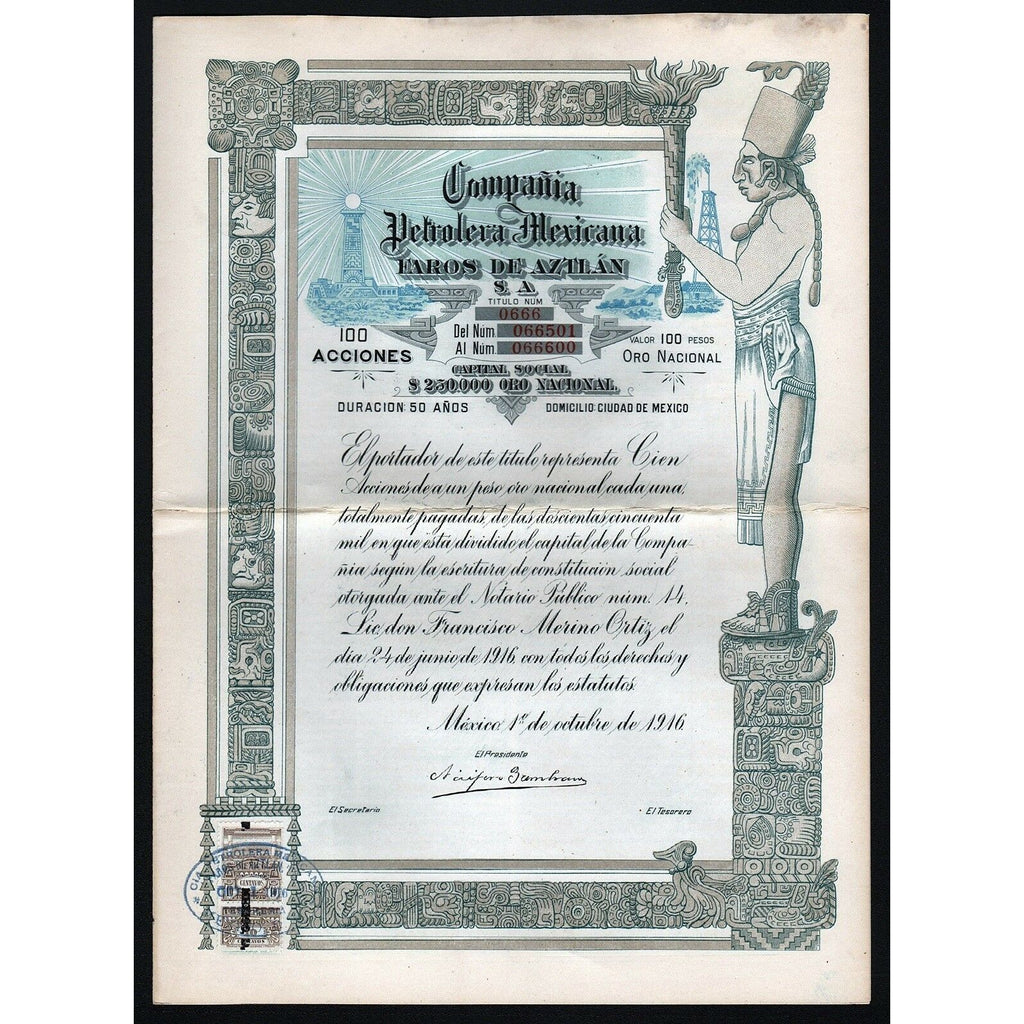 Compañia
Petrolera Mexicana
FAROS DE AZTLÁN
S. A.
TITULO NUM
0666
Del Núm. 066501
Al Núm. 066600
100
ACCIONES
VALOR 100 PESOS
ORO NACIONAL
CAPITAL SOCIAL
$ 250.000 ORO NACIONAL.
DURACION: 50 AÑOS
DOMICILIO: CIUDAD DE MEXICO
El portador de este titulo representa Cien
Acciones de a un peso oro nacional cada una,
totalmente pagadas, de las doscientas cincuenta
mil en que está dividido el capital de la Compa-
ñia según la escritura de constitución social
otorgada ante el Notario Público núm. 14,
Lic. don Francisco Merino Ortiz, el
dia 24 de junio de 1916, con todos los derechos y
obligaciones que expresan los estatutos.
México 1º de octubre de 1916.
El Presidente
El Secretario
El Tesorero
CENTAVOS